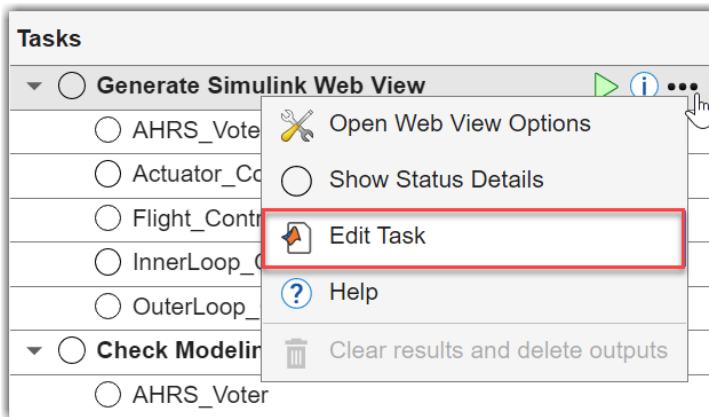 Tasks
Generate Simulink Web View
AHRS_Vote
Open Web View Options
Actuator_Co
Show Status Details
Flight_Contr
Edit Task
InnerLoop_
Help
OuterLoop_
Check Modelin
Clear results and delete outputs
AHRS_Voter